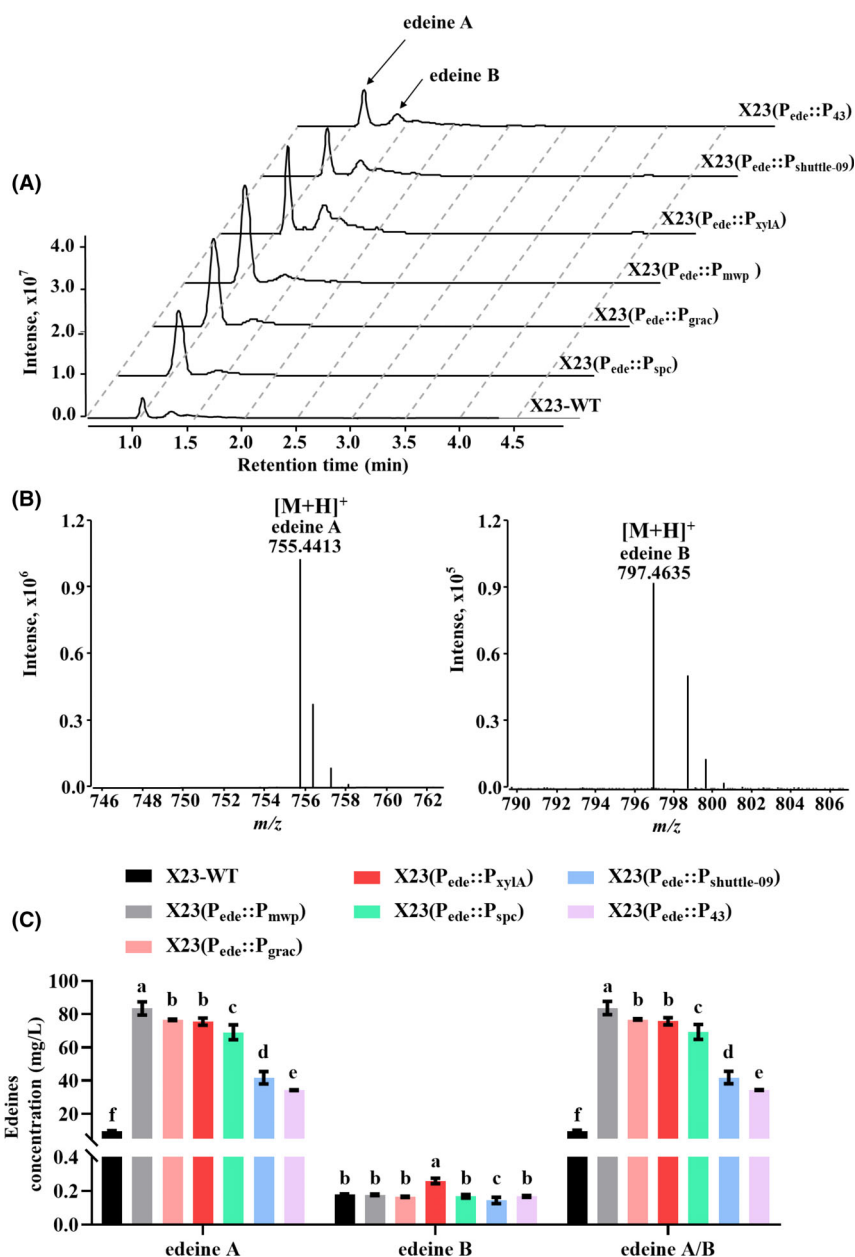 edeine A
edeine B
X23(Pede::P43)
X23(Pede::Pshuttle-09)
(A)
X23(Pede::PxylA)
4.0
X23(Pede::Pmwp )
3.0
X23(Pede::Pgrac)
2.0
X23(Pede::Pspc)
1.0
X23-WT
0.0
Intense, x10⁷
1.0 1.5 2.0 2.5 3.0 3.5 4.0 4.5
Retention time (min)
(B)
[M+H]⁺
edeine A
755.4413
1.2
0.9
0.6
0.3
0.0
Intense, x10⁶
746 748 750 752 754 756 758 760 762
m/z
[M+H]⁺
edeine B
797.4635
1.2
0.9
0.6
0.3
0.0
Intense, x10⁵
790 792 794 796 798 800 802 804 806
m/z
X23-WT X23(Pede::PxylA) X23(Pede::Pshuttle-09)
X23(Pede::Pmwp) X23(Pede::Pspc) X23(Pede::P43)
X23(Pede::Pgrac)
(C)
100
80
60
40
20
0.4
0.2
0.0
Edeines
concentration (mg/L)
f a b b c d e
b b b a b c b
f a b b c d e
edeine A edeine B edeine A/B